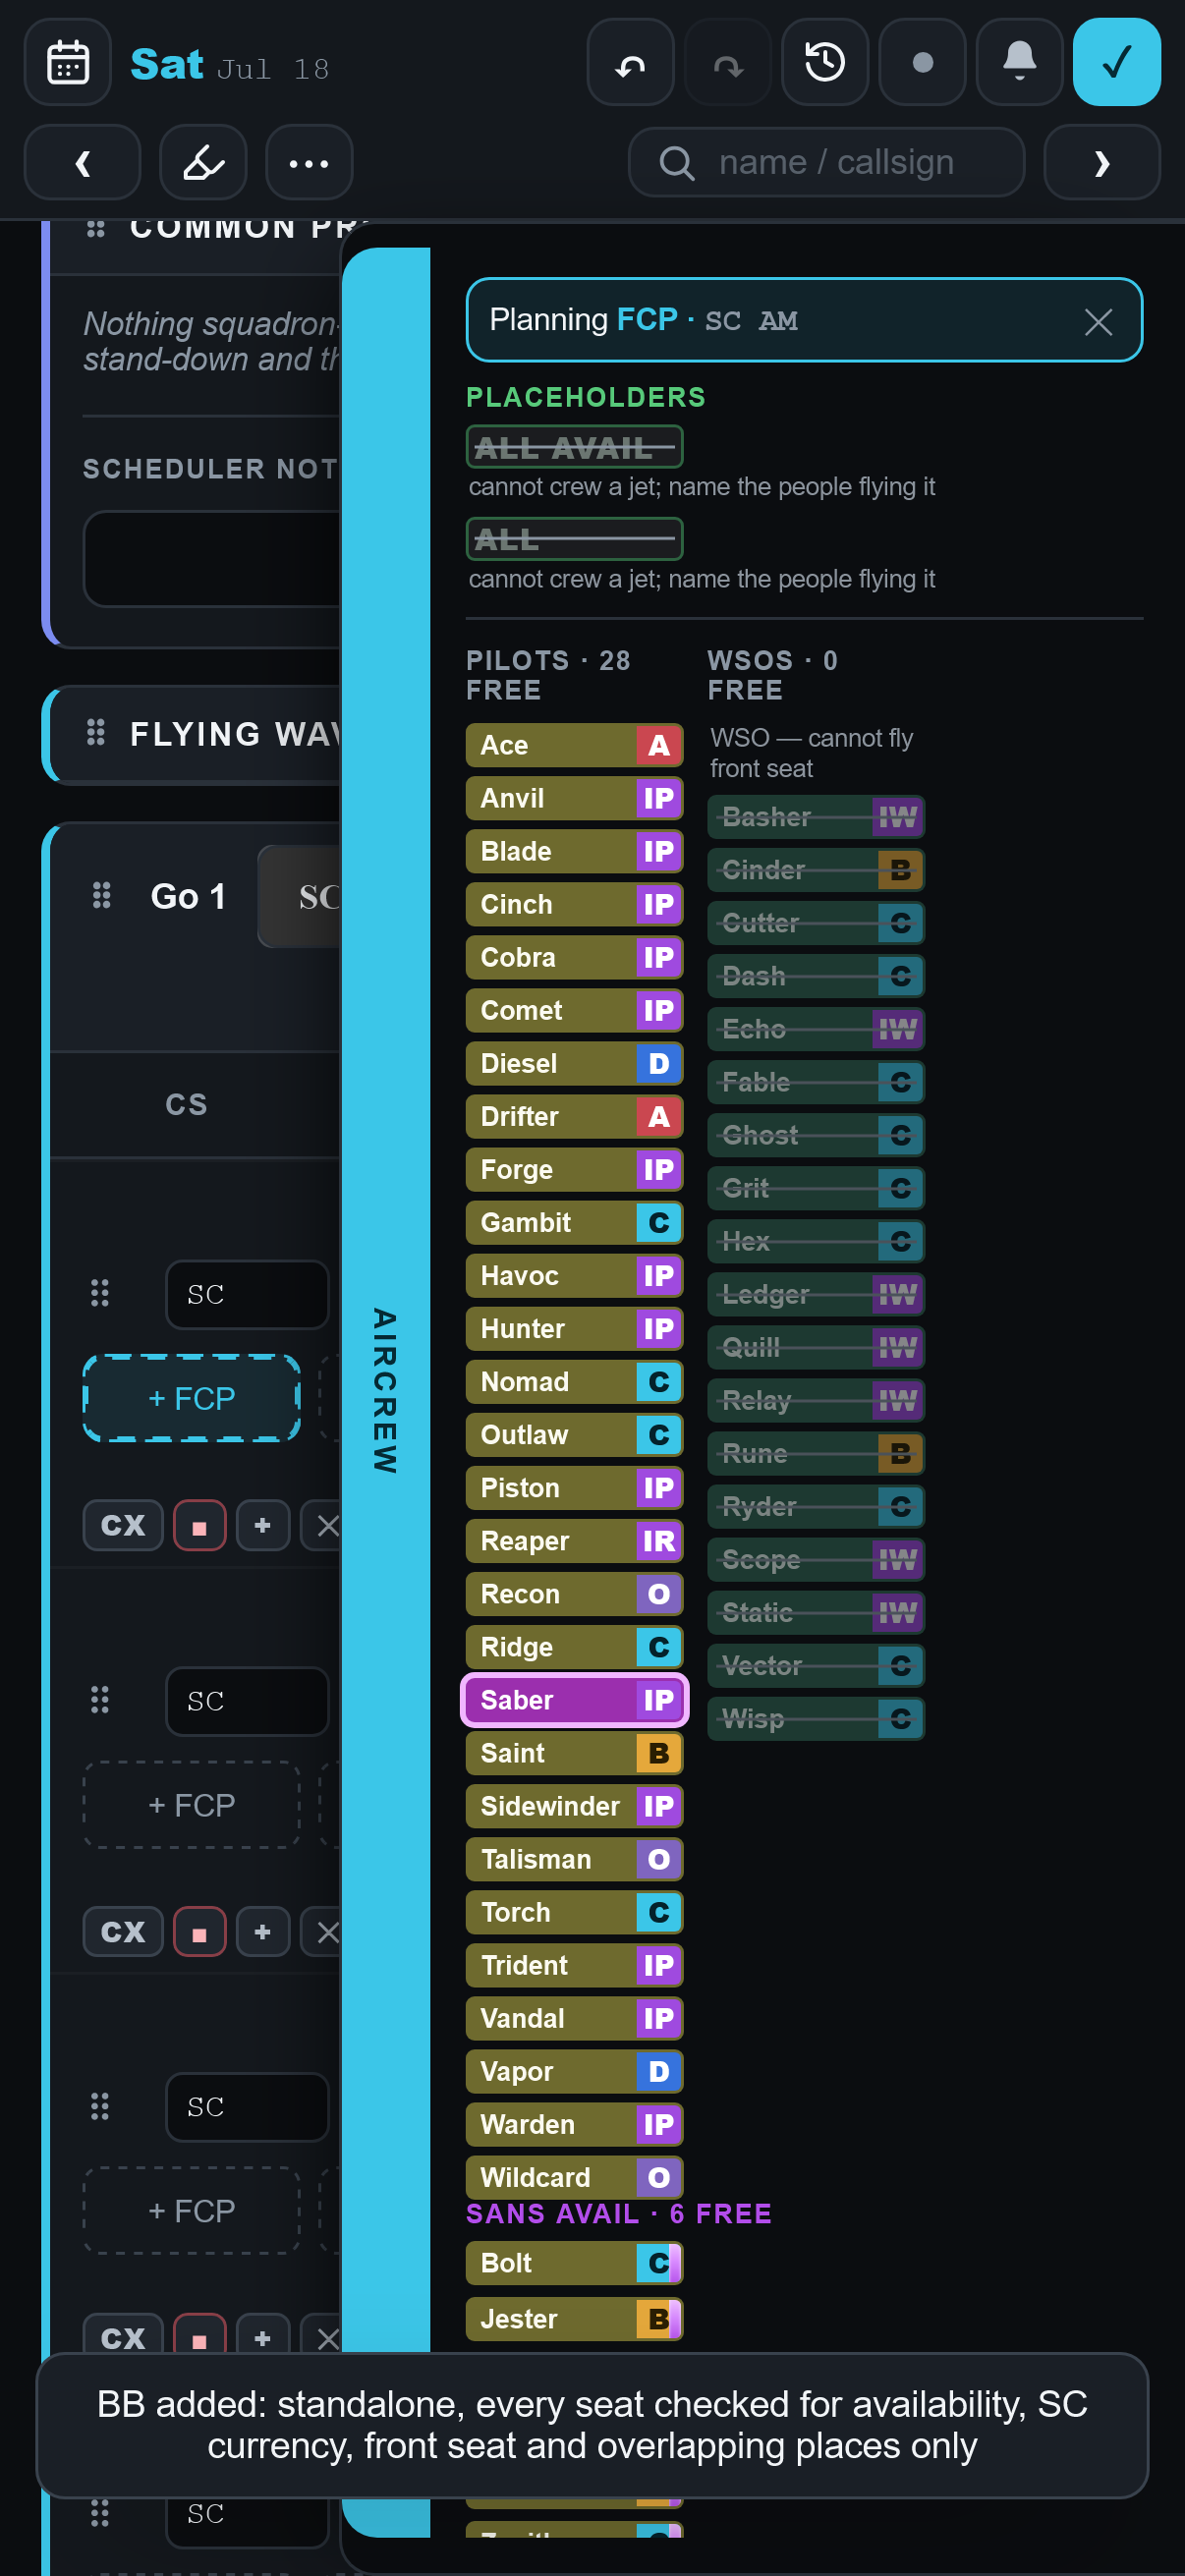 Sat Jul 18
name / callsign
COMMON PR
Nothing squadron-
stand-down and th
SCHEDULER NOT
FLYING WAV
Go 1 SC
CS
SC
+ FCP
CX +
SC
+ FCP
CX +
SC
+ FCP
CX +
SC
AIRCREW
Planning FCP · SC AM
PLACEHOLDERS
ALL AVAIL
cannot crew a jet; name the people flying it
ALL
cannot crew a jet; name the people flying it
PILOTS · 28
FREE
Ace A
Anvil IP
Blade IP
Cinch IP
Cobra IP
Comet IP
Diesel D
Drifter A
Forge IP
Gambit C
Havoc IP
Hunter IP
Nomad C
Outlaw C
Piston IP
Reaper IR
Recon O
Ridge C
Saber IP
Saint B
Sidewinder IP
Talisman O
Torch C
Trident IP
Vandal IP
Vapor D
Warden IP
Wildcard O
WSOS · 0
FREE
WSO — cannot fly
front seat
Basher IW
Cinder B
Cutter C
Dash C
Echo IW
Fable C
Ghost C
Grit C
Hex C
Ledger IW
Quill IW
Relay IW
Rune B
Ryder C
Scope IW
Static IW
Vector C
Wisp C
SANS AVAIL · 6 FREE
Bolt C
Jester B
BB added: standalone, every seat checked for availability, SC
currency, front seat and overlapping places only